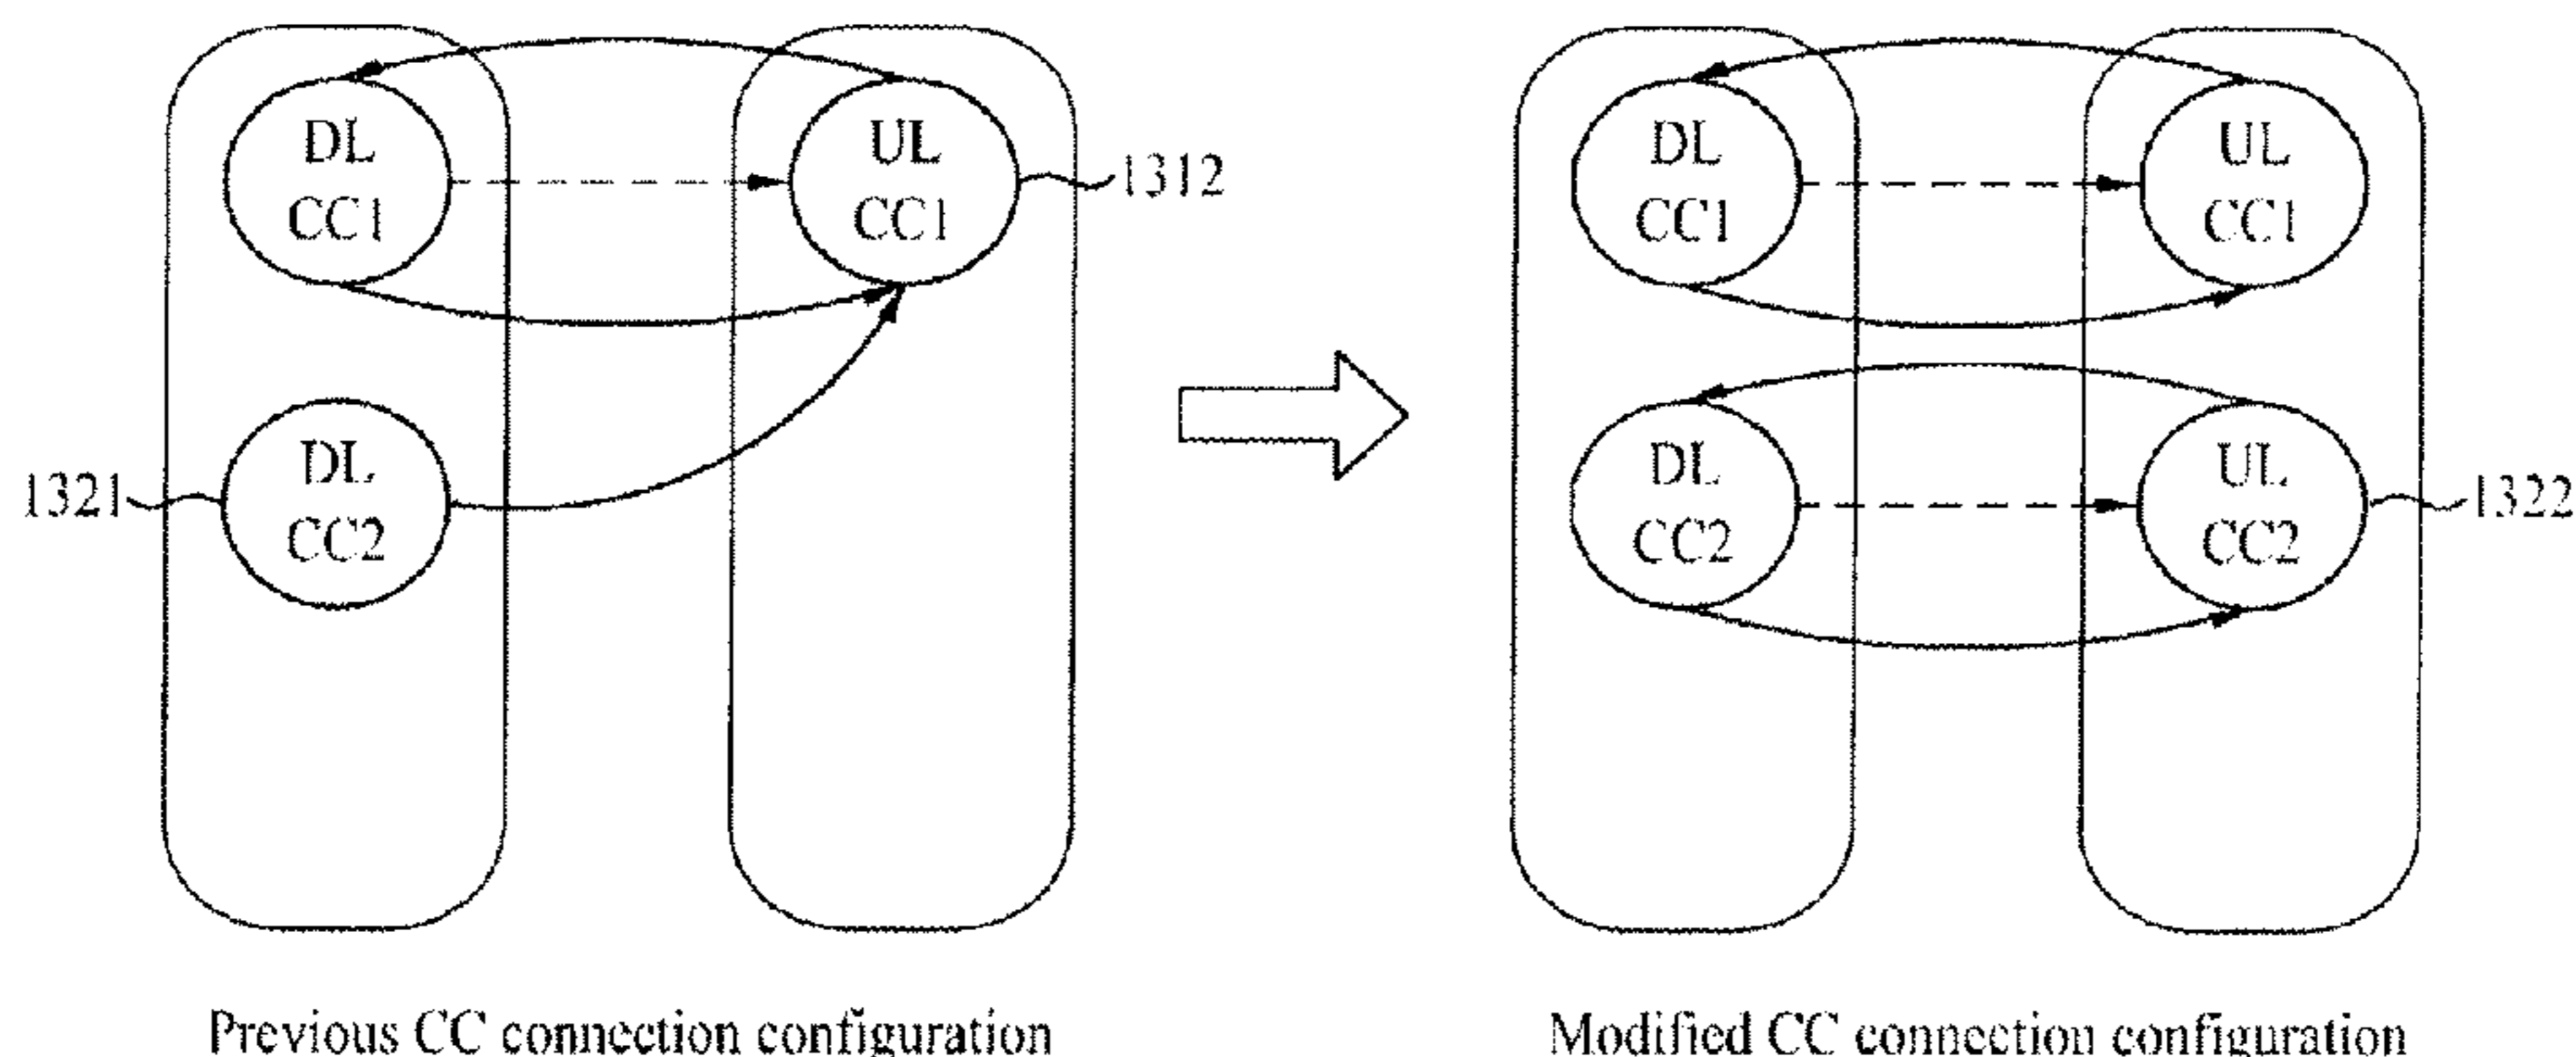 DL
CC1
UL
CC1
1312
DL
CC2
1321
Previous CC connection configuration
DL
CC1
UL
CC1
DL
CC2
UL
CC2
1322
Modified CC connection configuration